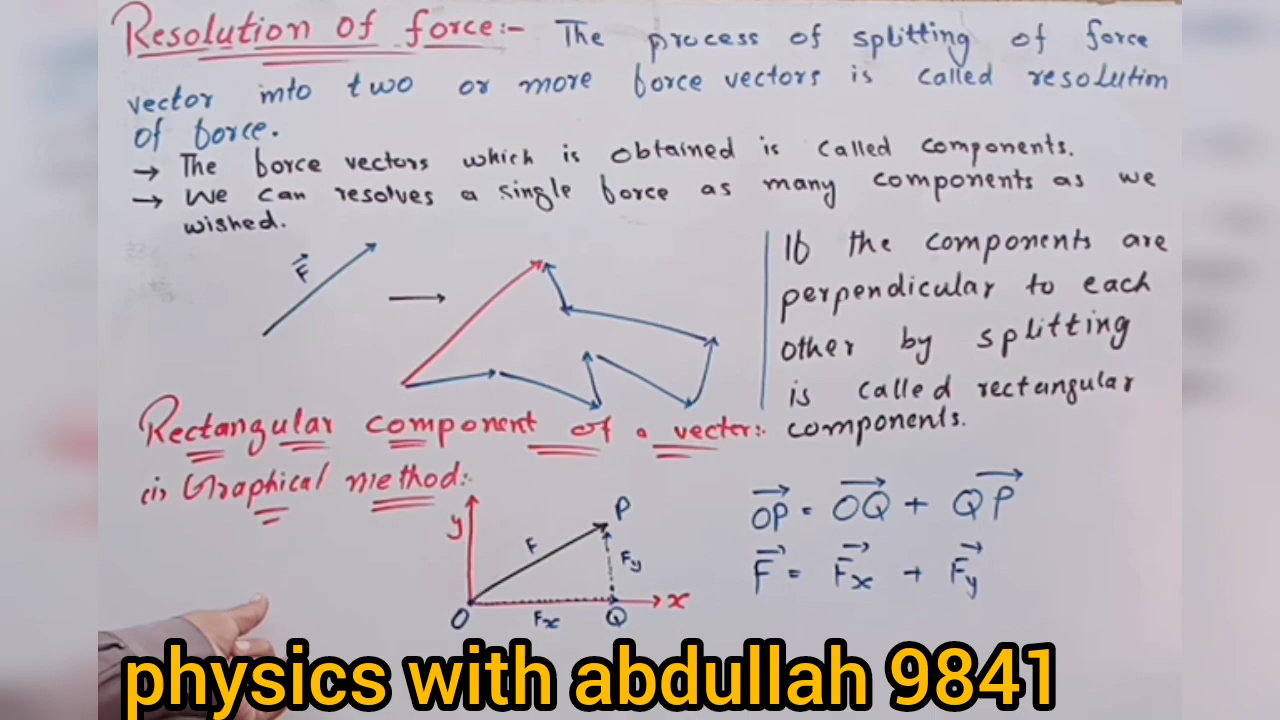 Resolution of force:- The process of splitting of force
vector into two or more force vectors is called resolution
of force.
→ The force vectors which is obtained is called components.
→ We can resolves a single force as many components as we
wished.
F
If the components are
perpendicular to each
other by splitting
is called rectangular
components.
Rectangular component of a vector:.
(i) Graphical method:.
y
F
P
Fy
O
Fx
Q
x
OP = OQ + QP
F = Fx + Fy
physics with abdullah 9841